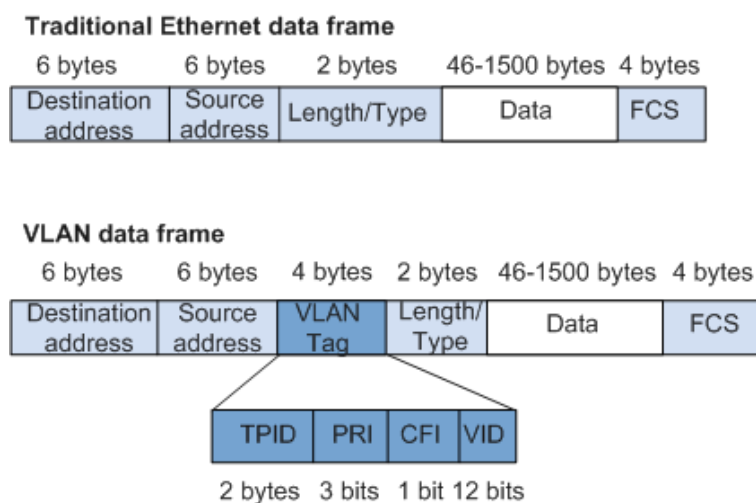 Traditional Ethernet data frame
6 bytes 6 bytes 2 bytes 46-1500 bytes 4 bytes
Destination address Source address Length/Type Data FCS
VLAN data frame
6 bytes 6 bytes 4 bytes 2 bytes 46-1500 bytes 4 bytes
Destination address Source address VLAN Tag Length/Type Data FCS
TPID PRI CFI VID
2 bytes 3 bits 1 bit 12 bits